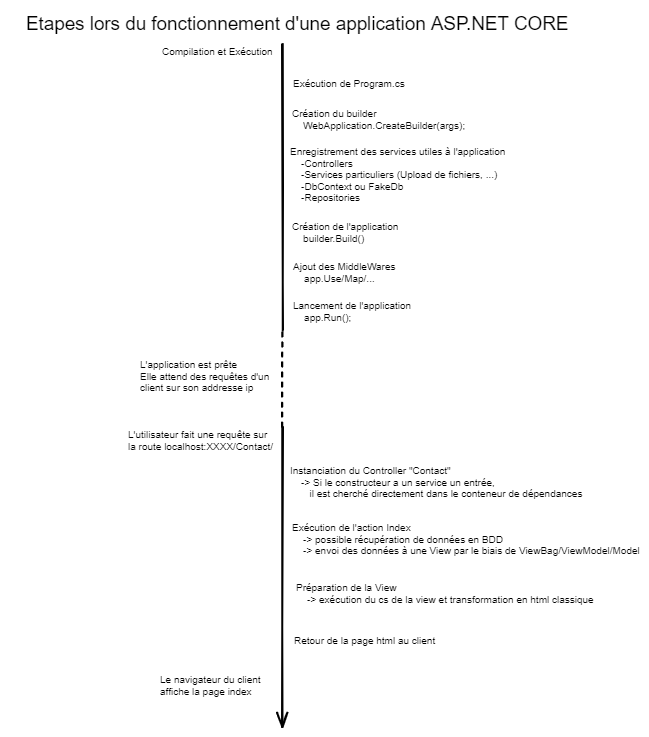 Etapes lors du fonctionnement d'une application ASP.NET CORE
Compilation et Exécution
Exécution de Program.cs
Création du builder
WebApplication.CreateBuilder(args);
Enregistrement des services utiles à l'application
-Controllers
-Services particuliers (Upload de fichiers, ...)
-DbContext ou FakeDb
-Repositories
Création de l'application
builder.Build()
Ajout des MiddleWares
app.Use/Map/...
Lancement de l'application
app.Run();
L'application est prête
Elle attend des requêtes d'un
client sur son addresse ip
L'utilisateur fait une requête sur
la route localhost:XXXX/Contact/
Instanciation du Controller "Contact"
-> Si le constructeur a un service un entrée,
il est cherché directement dans le conteneur de dépendances
Exécution de l'action Index
-> possible récupération de données en BDD
-> envoi des données à une View par le biais de ViewBag/ViewModel/Model
Préparation de la View
-> exécution du cs de la view et transformation en html classique
Retour de la page html au client
Le navigateur du client
affiche la page index